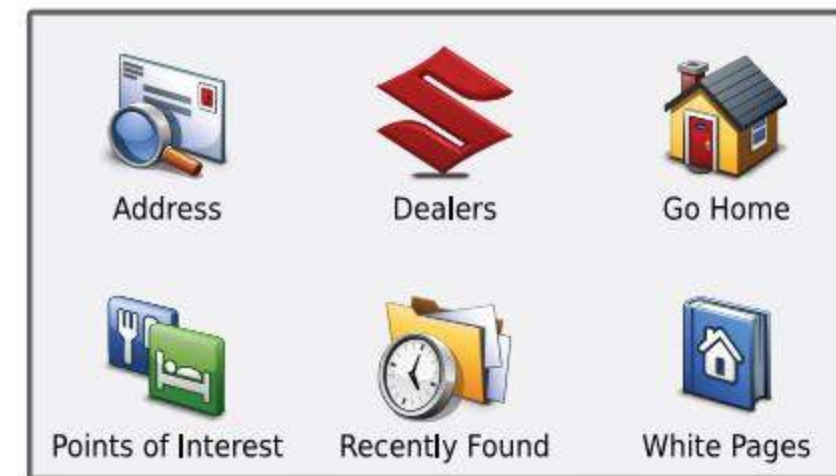 Address Dealers Go Home
Points of Interest Recently Found White Pages